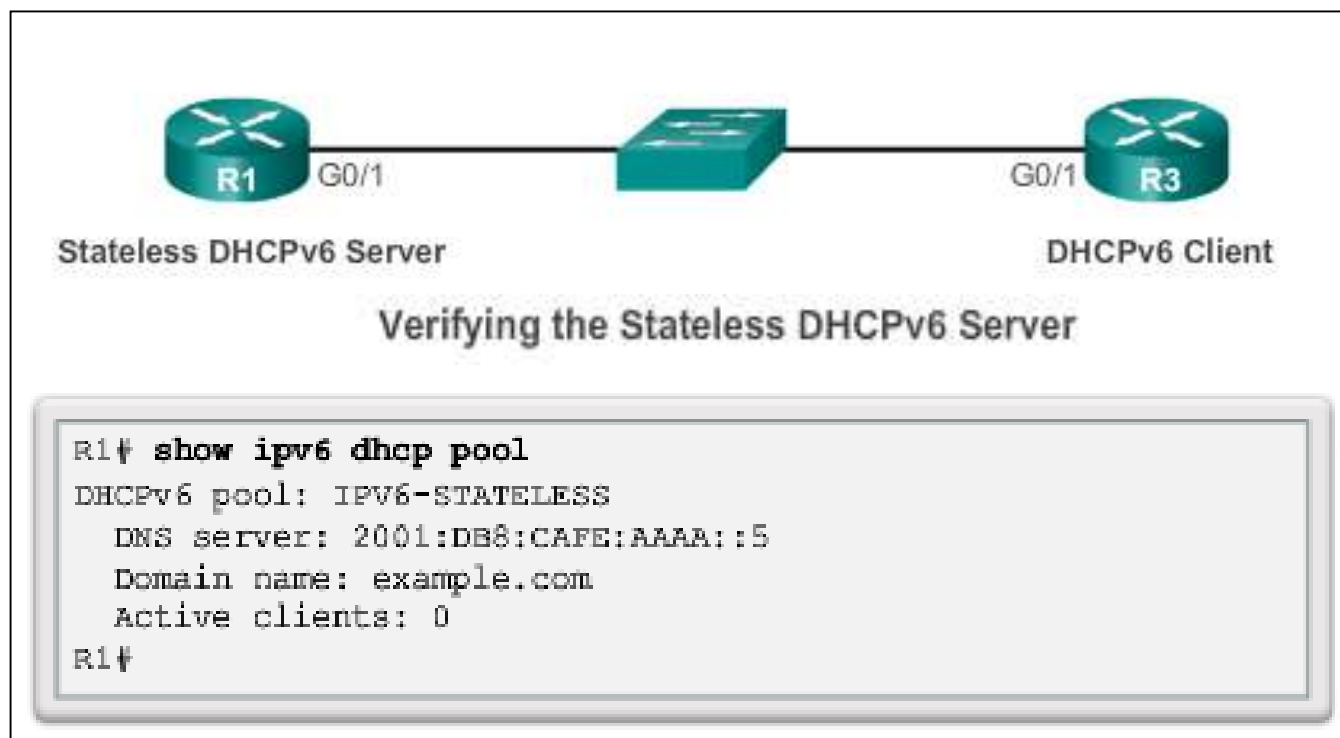 R1
G0/1
G0/1
R3
Stateless DHCPv6 Server
DHCPv6 Client
Verifying the Stateless DHCPv6 Server
R1# show ipv6 dhcp pool
DHCPv6 pool: IPV6-STATELESS
DNS server: 2001:DB8:CAFE:AAAA::5
Domain name: example.com
Active clients: 0
R1#